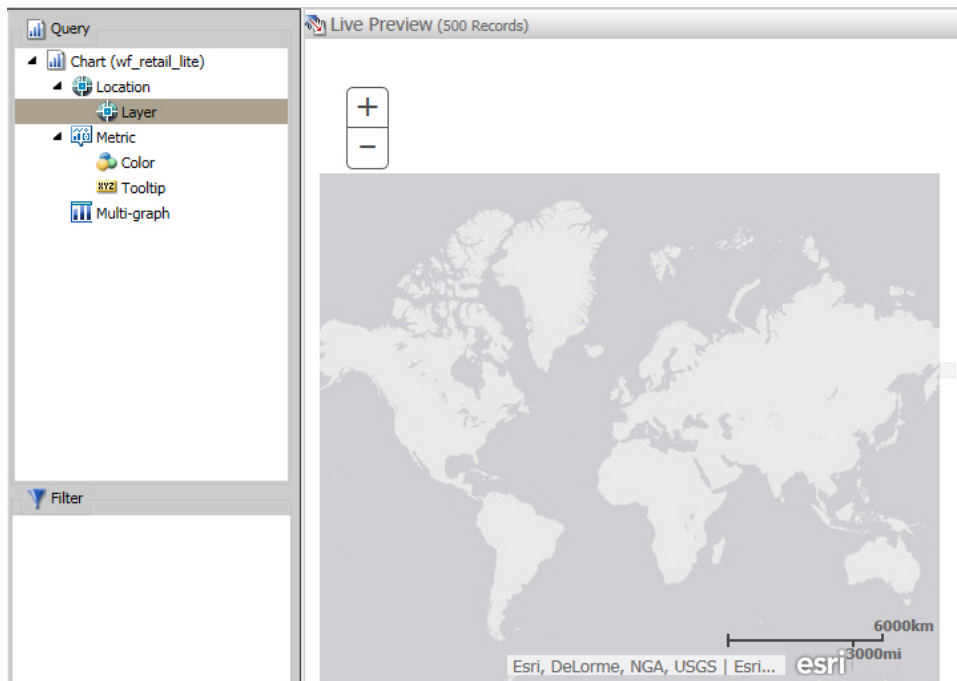 Query
Chart (wf_retail_lite)
Location
Layer
Metric
Color
XYZ Tooltip
Multi-graph
Filter
Live Preview (500 Records)
+
−
6000km
3000mi
Esri, DeLorme, NGA, USGS | Esri...
esri